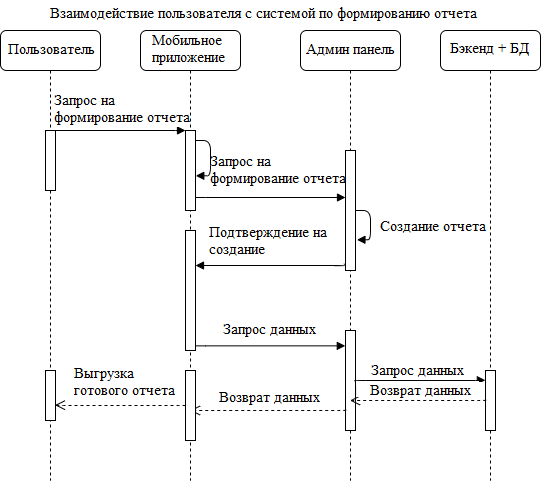 Взаимодействие пользователя с системой по формированию отчета
Пользователь
Мобильное
приложение
Админ панель
Бэкенд + БД
Запрос на
формирование отчета
Запрос на
формирование отчета
Создание отчета
Подтверждение на
создание
Запрос данных
Запрос данных
Возврат данных
Выгрузка
готового отчета
Возврат данных